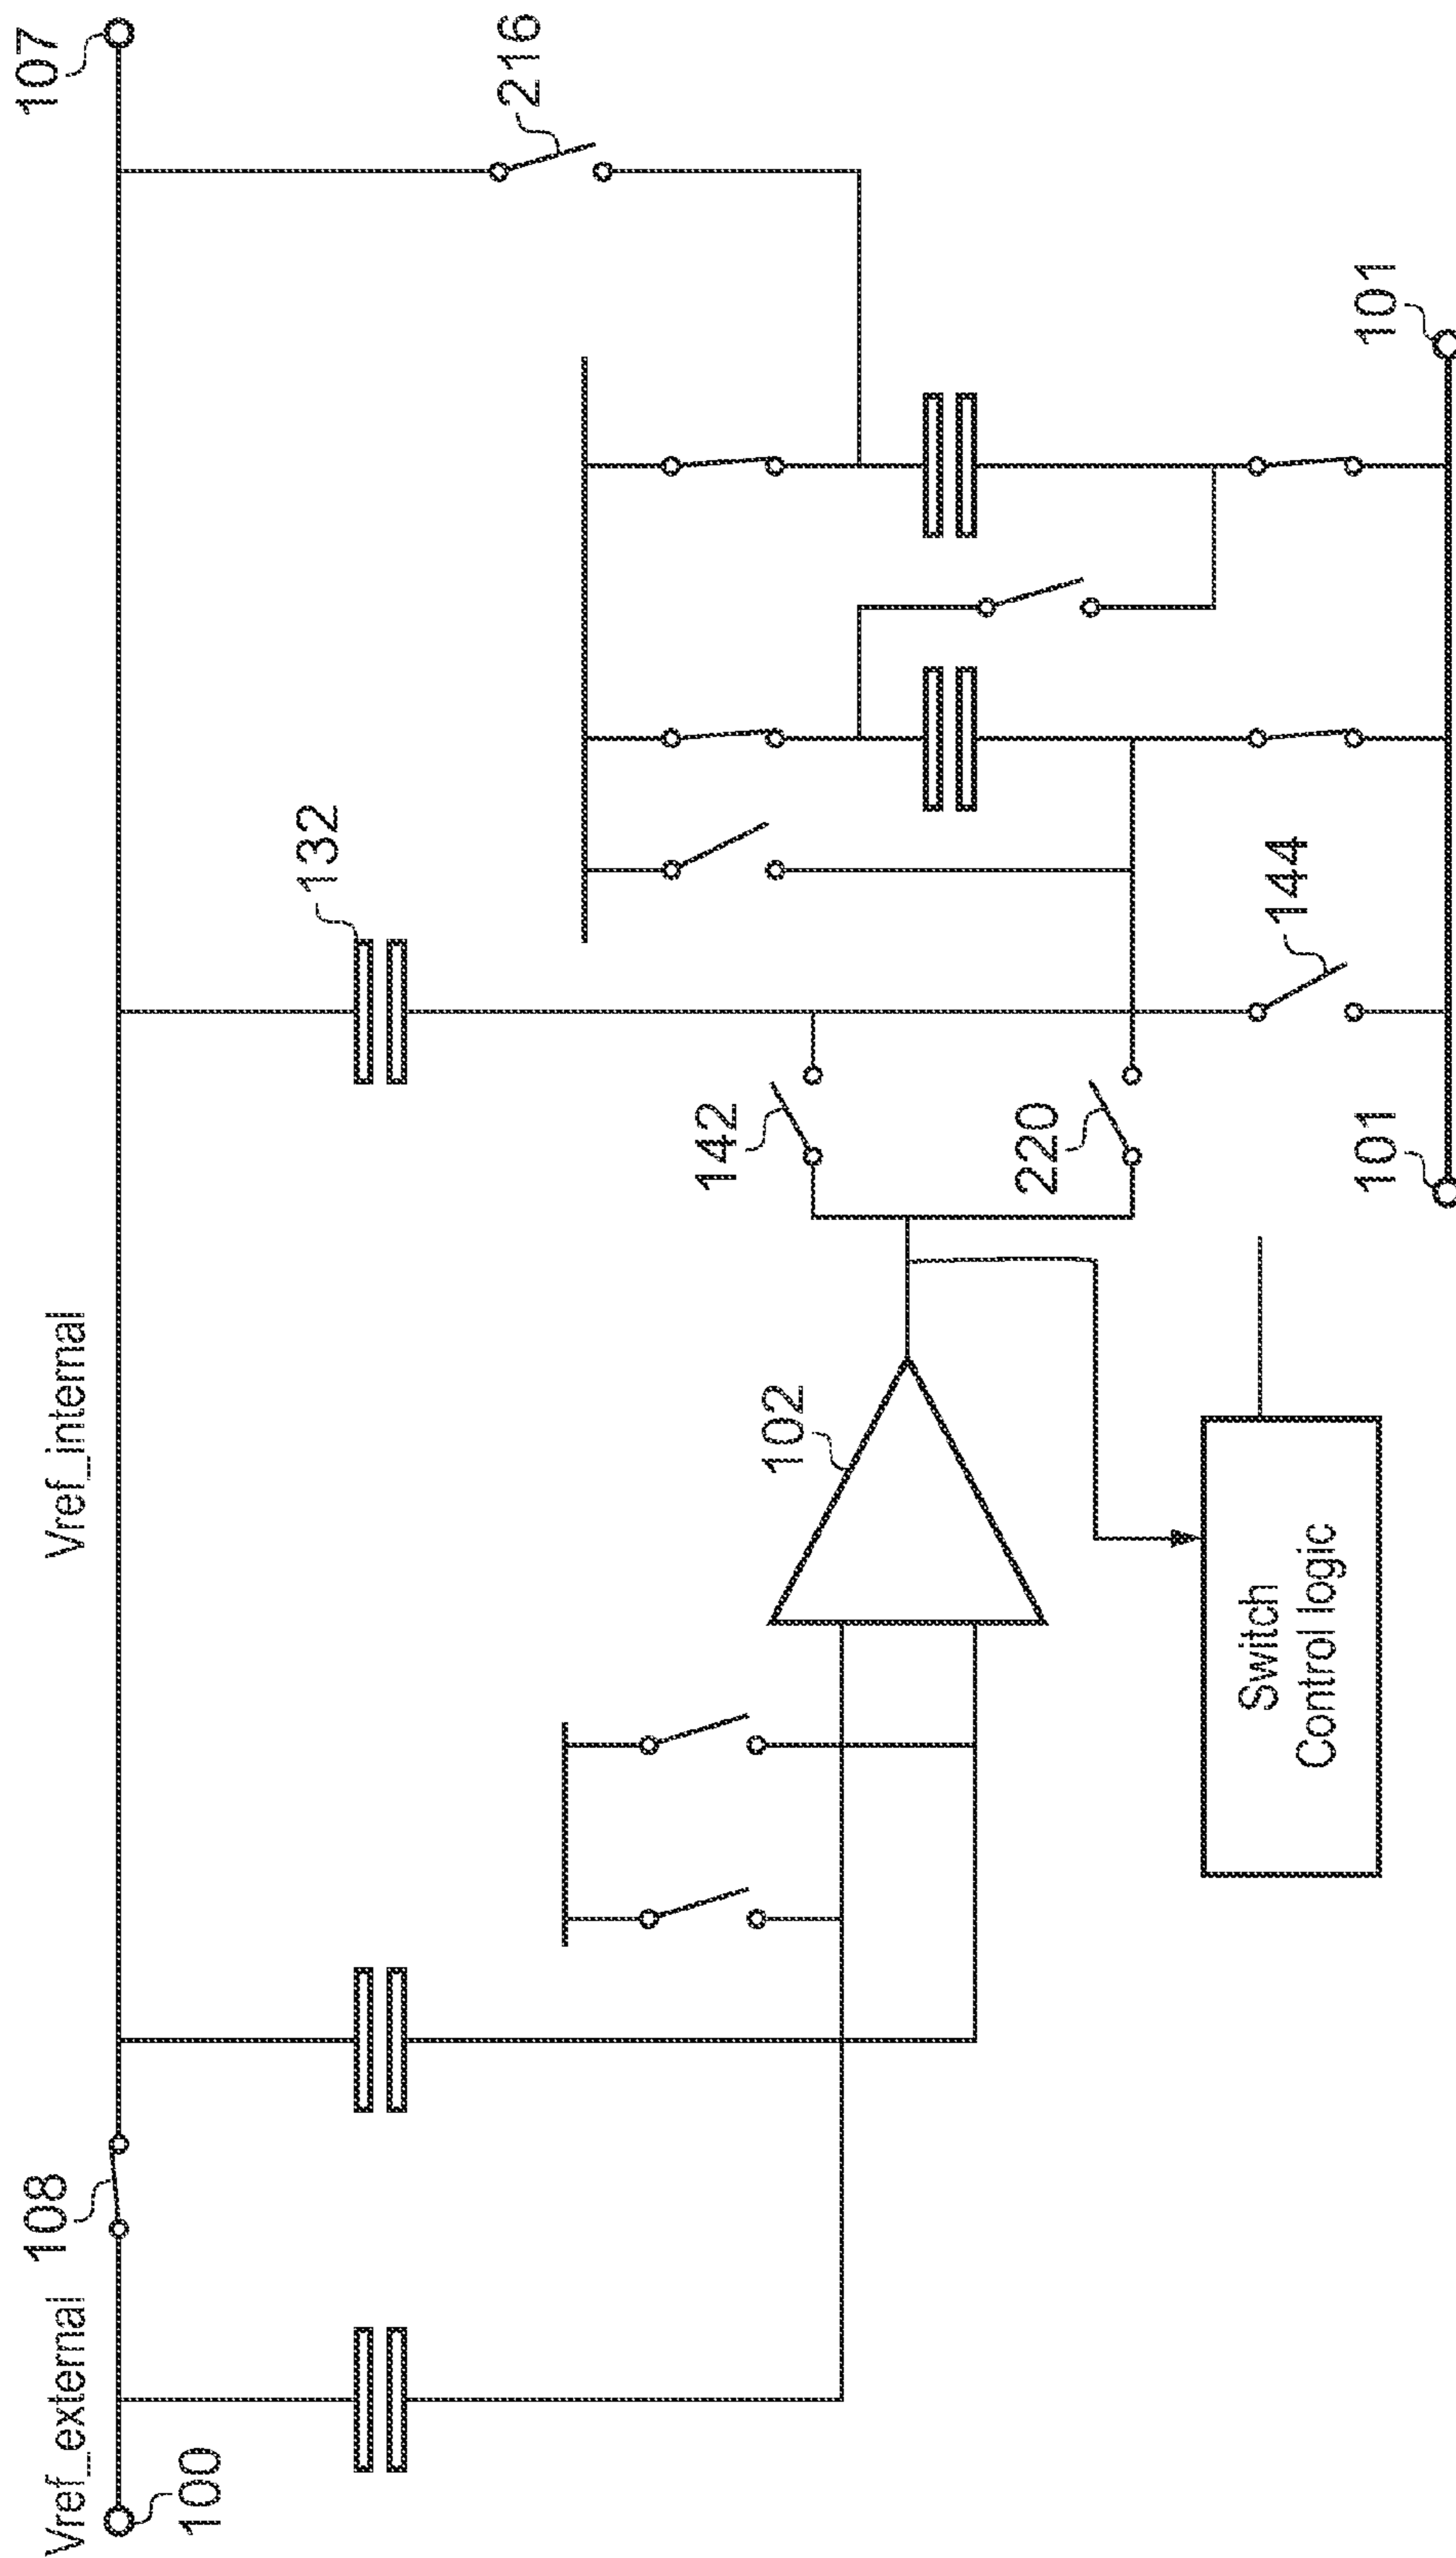 Vref_external
108
Vref_internal
107
100
132
216
102
142
220
144
101
101
Switch
Control logic